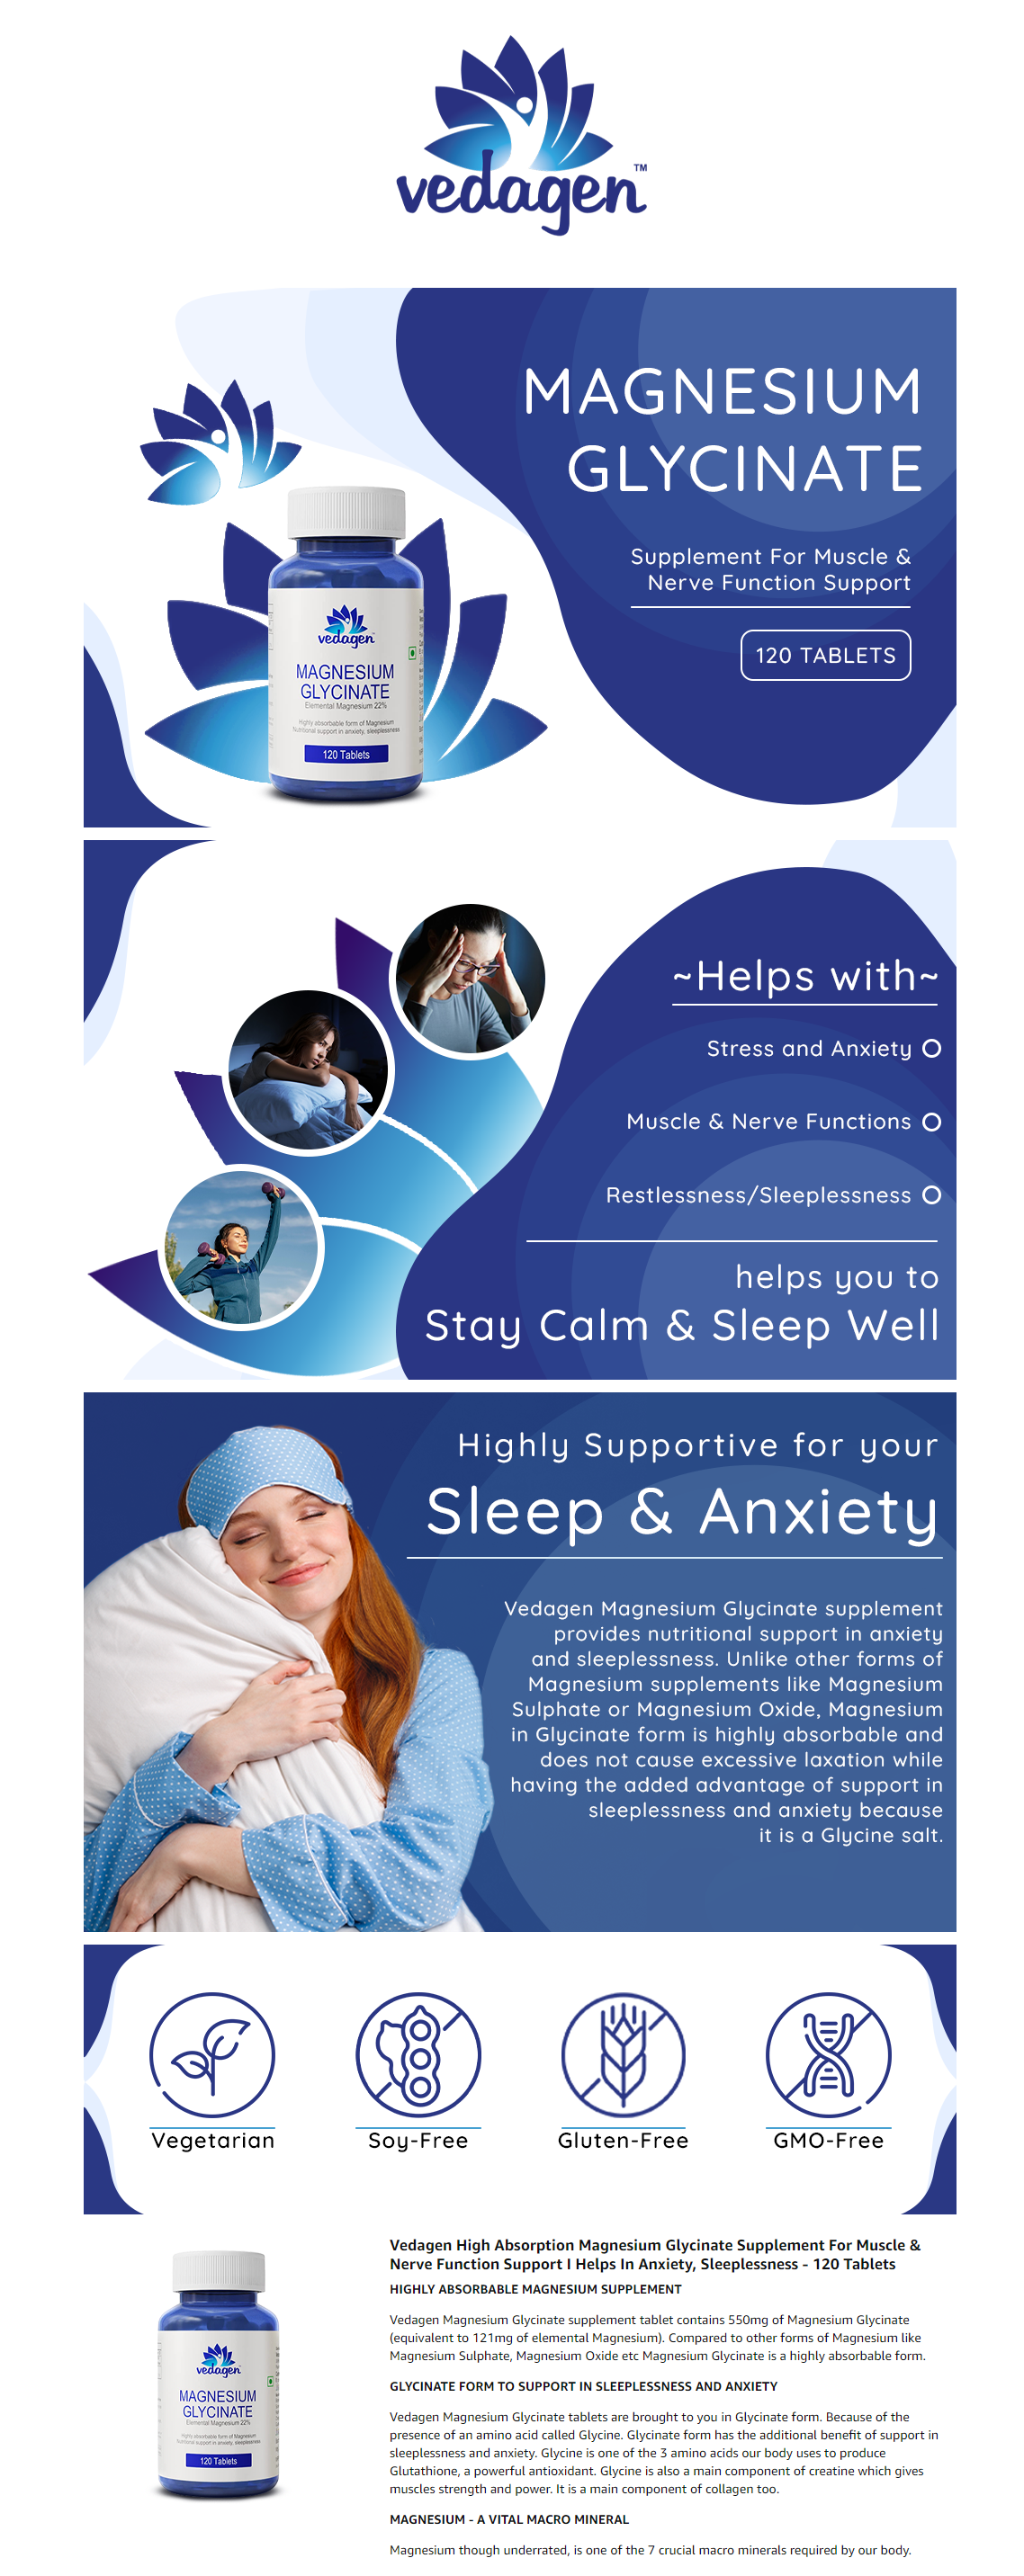 vedagen™
MAGNESIUM
GLYCINATE
Supplement For Muscle &
Nerve Function Support
120 TABLETS
vedagen
MAGNESIUM
GLYCINATE
Elemental Magnesium 22%
Highly absorbable form of Magnesium
Nutritional support in anxiety, sleeplessness
120 Tablets
~Helps with~
Stress and Anxiety
Muscle & Nerve Functions
Restlessness/Sleeplessness
helps you to
Stay Calm & Sleep Well
Highly Supportive for your
Sleep & Anxiety
Vedagen Magnesium Glycinate supplement
provides nutritional support in anxiety
and sleeplessness. Unlike other forms of
Magnesium supplements like Magnesium
Sulphate or Magnesium Oxide, Magnesium
in Glycinate form is highly absorbable and
does not cause excessive laxation while
having the added advantage of support in
sleeplessness and anxiety because
it is a Glycine salt.
Vegetarian
Soy-Free
Gluten-Free
GMO-Free
vedagen
MAGNESIUM
GLYCINATE
Elemental Magnesium 22%
Highly absorbable form of Magnesium
Nutritional support in anxiety, sleeplessness
120 Tablets
Vedagen High Absorption Magnesium Glycinate Supplement For Muscle &
Nerve Function Support I Helps In Anxiety, Sleeplessness - 120 Tablets
HIGHLY ABSORBABLE MAGNESIUM SUPPLEMENT
Vedagen Magnesium Glycinate supplement tablet contains 550mg of Magnesium Glycinate
(equivalent to 121mg of elemental Magnesium). Compared to other forms of Magnesium like
Magnesium Sulphate, Magnesium Oxide etc Magnesium Glycinate is a highly absorbable form.
GLYCINATE FORM TO SUPPORT IN SLEEPLESSNESS AND ANXIETY
Vedagen Magnesium Glycinate tablets are brought to you in Glycinate form. Because of the
presence of an amino acid called Glycine. Glycinate form has the additional benefit of support in
sleeplessness and anxiety. Glycine is one of the 3 amino acids our body uses to produce
Glutathione, a powerful antioxidant. Glycine is also a main component of creatine which gives
muscles strength and power. It is a main component of collagen too.
MAGNESIUM - A VITAL MACRO MINERAL
Magnesium though underrated, is one of the 7 crucial macro minerals required by our body.